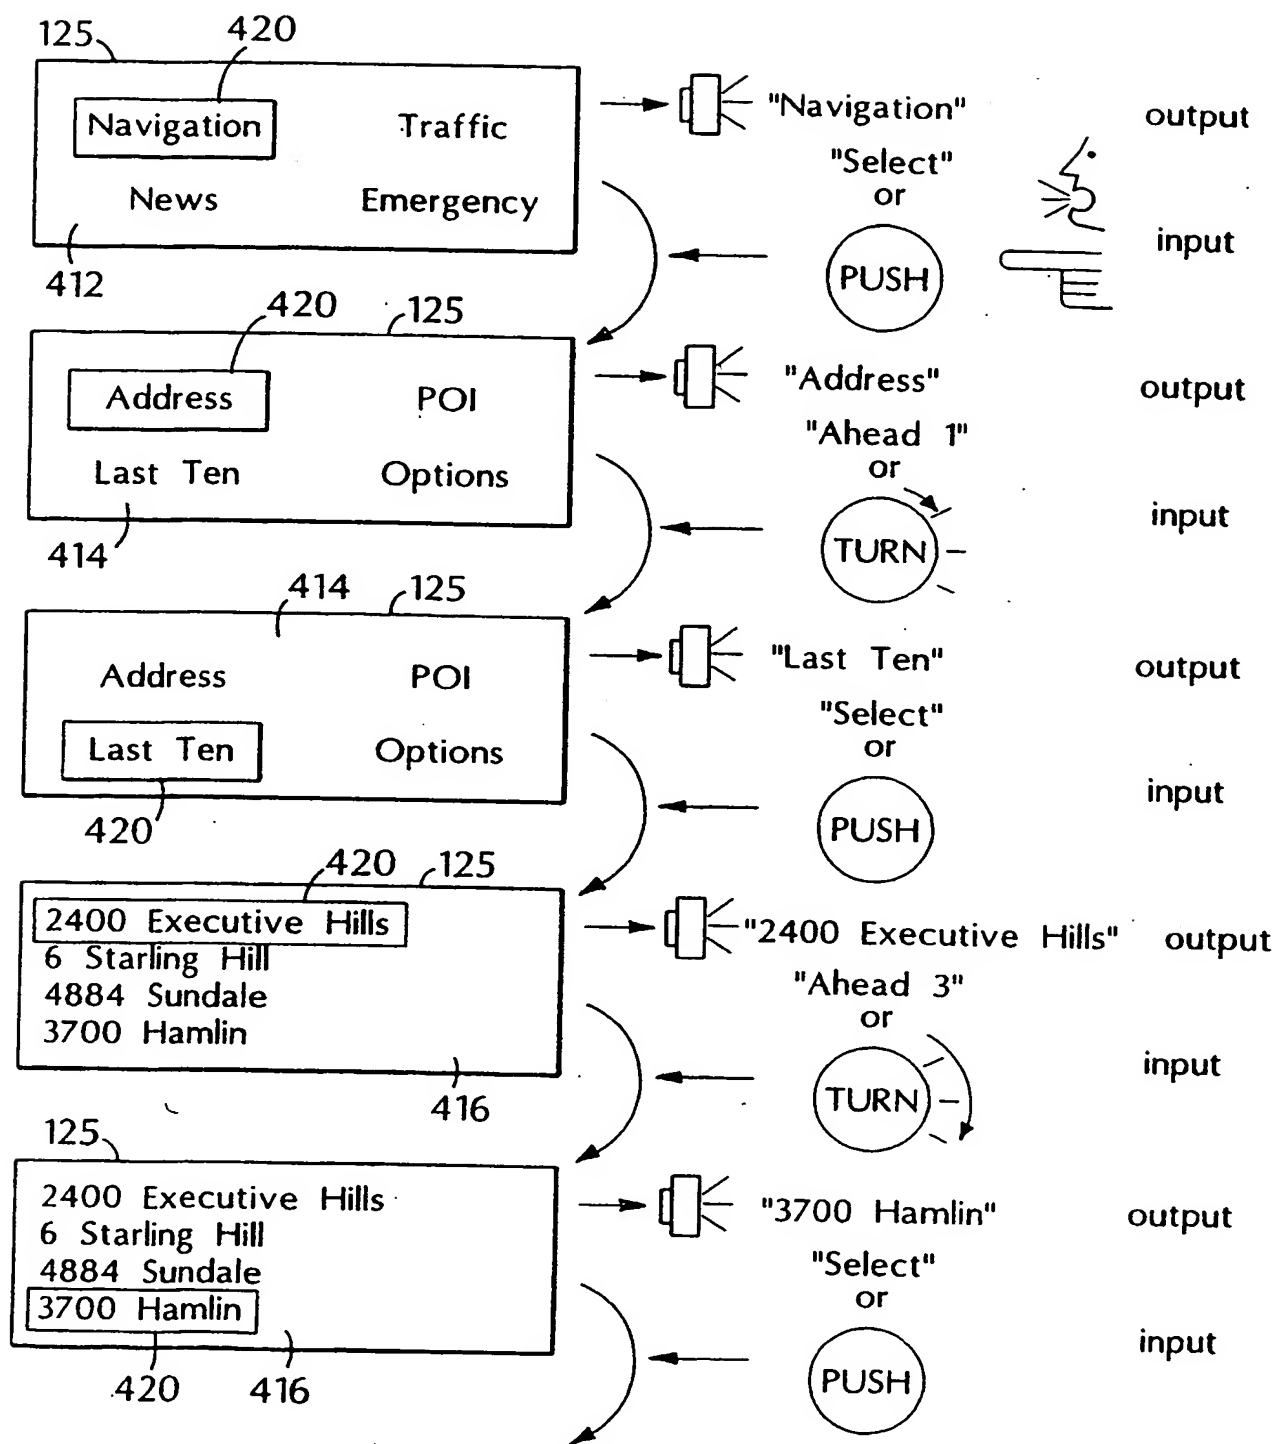 125 420
Navigation Traffic "Navigation" output
"Select"
or
News Emergency input
PUSH
412
420 125
Address POI "Address" output
"Ahead 1"
or
Last Ten Options input
TURN
414
414 125
Address POI "Last Ten" output
"Select"
or
Last Ten Options input
PUSH
420
420 125
2400 Executive Hills "2400 Executive Hills" output
6 Starling Hill
4884 Sundale "Ahead 3"
or
3700 Hamlin input
TURN
416
125
2400 Executive Hills "3700 Hamlin" output
6 Starling Hill
4884 Sundale "Select"
or
3700 Hamlin input
PUSH
420 416